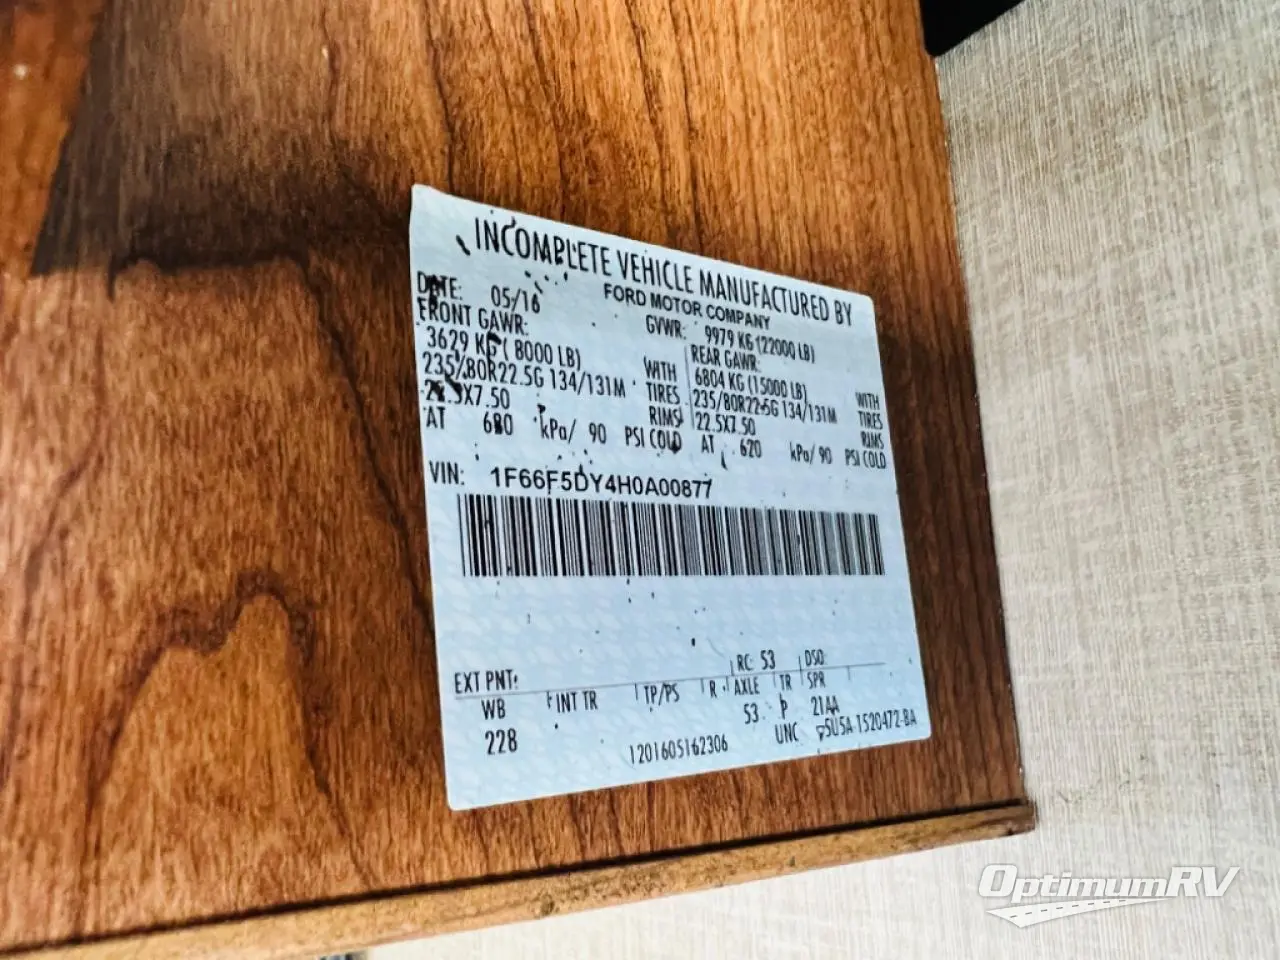 INCOMPLETE VEHICLE MANUFACTURED BY
FORD MOTOR COMPANY
DATE: 05/16 GVWR: 9979 KG (22000 LB)
FRONT GAWR: REAR GAWR:
3629 KG ( 8000 LB) WITH 6804 KG (15000 LB) WITH
235/80R22.5G 134/131M TIRES 235/80R22.5G 134/131M TIRES
22.5X7.50 RIMS 22.5X7.50 RIMS
AT 620 kPa/ 90 PSI COLD AT 620 kPa/ 90 PSI COLD
VIN: 1F66F5DY4H0A00877
EXT PNT: RC: 53 DSO:
WB INT TR TP/PS R AXLE TR SPR
228 53 P 21AA
1201605162306 UNC 5U5A-1520472-BA
OptimumRV